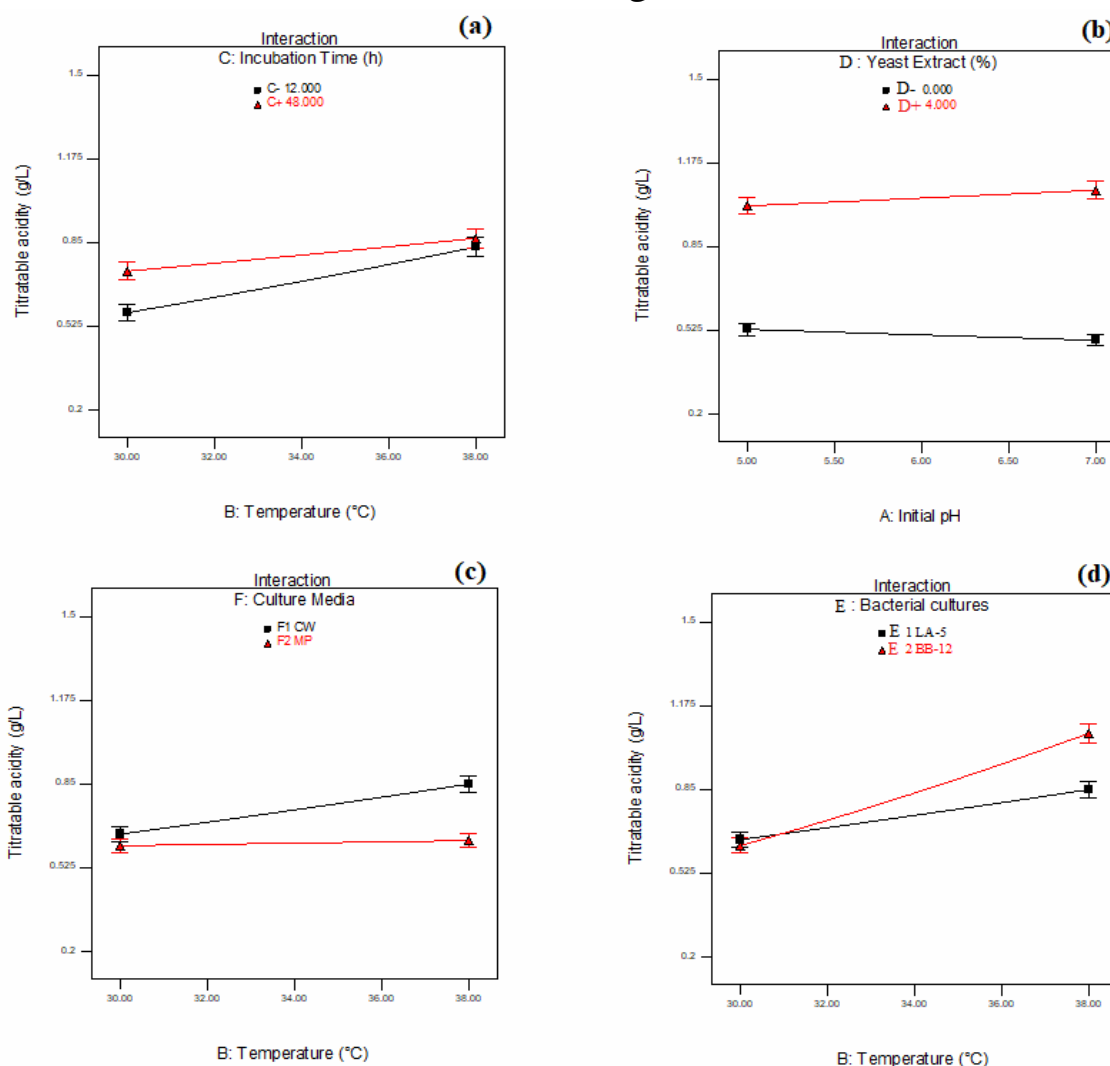 (a)
Interaction
C: Incubation Time (h)
C- 12.000
C+ 48.000
Titratable acidity (g/L)
1.5
1.175
0.85
0.525
0.2
30.00 32.00 34.00 36.00 38.00
B: Temperature (°C)
(b)
Interaction
D : Yeast Extract (%)
D- 0.000
D+ 4.000
Titratable acidity (g/L)
1.5
1.175
0.85
0.525
0.2
5.00 5.50 6.00 6.50 7.00
A: Initial pH
(c)
Interaction
F: Culture Media
F1 CW
F2 MP
Titratable acidity (g/L)
1.5
1.175
0.85
0.525
0.2
30.00 32.00 34.00 36.00 38.00
B: Temperature (°C)
(d)
Interaction
E : Bacterial cultures
E 1 LA-5
E 2 BB-12
Titratable acidity (g/L)
1.5
1.175
0.85
0.525
0.2
30.00 32.00 34.00 36.00 38.00
B: Temperature (°C)